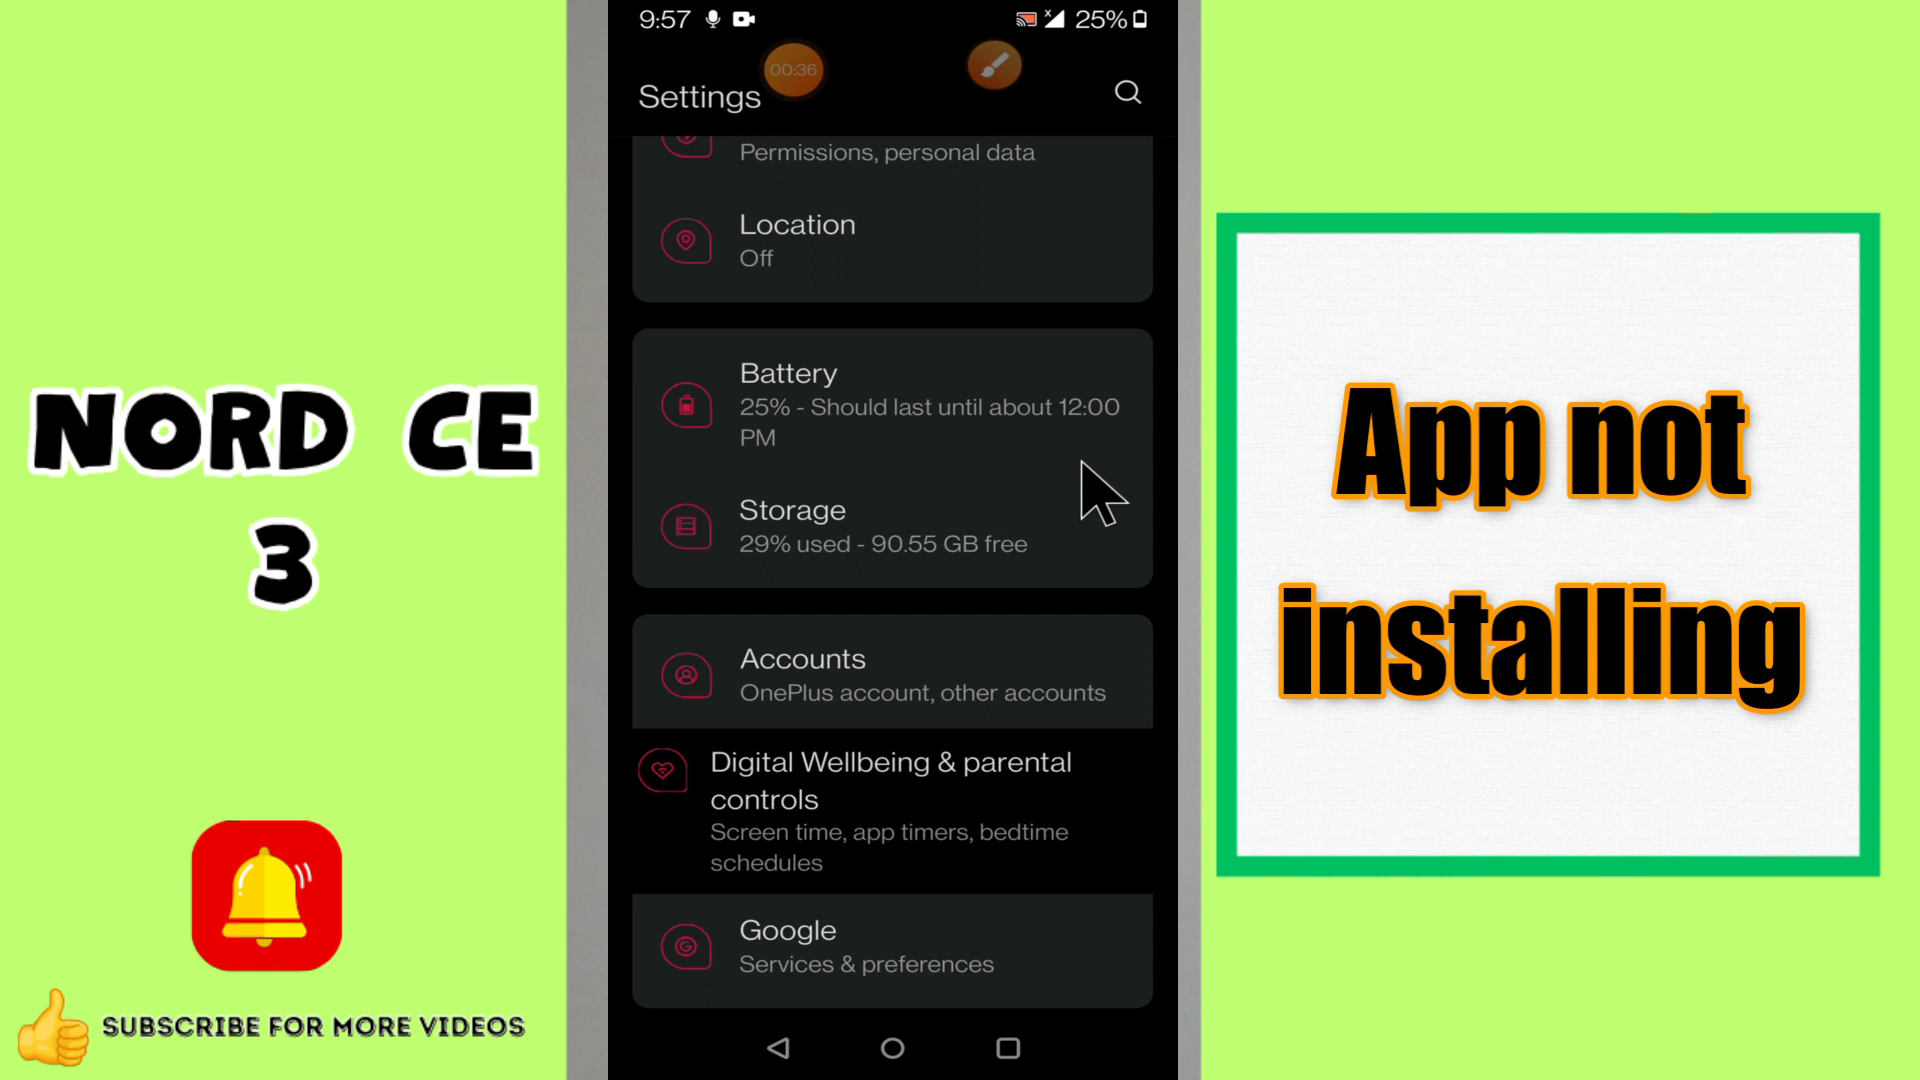 9:57
25%
00:36
Settings
Permissions, personal data
Location
Off
Battery
25% - Should last until about 12:00
PM
Storage
29% used - 90.55 GB free
Accounts
OnePlus account, other accounts
Digital Wellbeing & parental
controls
Screen time, app timers, bedtime
schedules
Google
Services & preferences
NORD CE
3
SUBSCRIBE FOR MORE VIDEOS
App not
installing